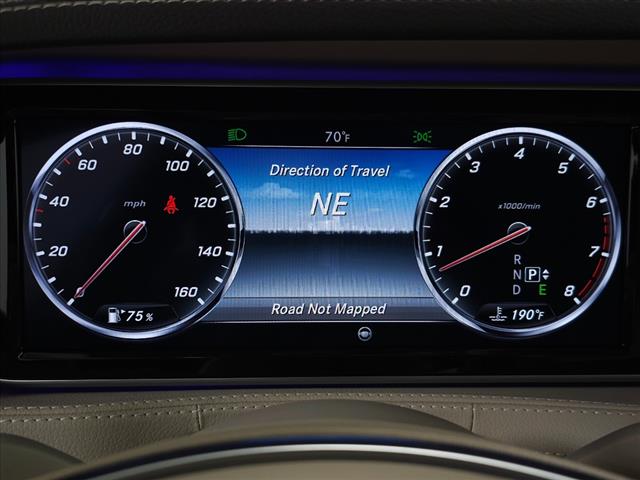 70°F
80
60
100
40
mph
120
20
140
0
160
75%
Direction of Travel
NE
Road Not Mapped
4
3
5
2
x1000/min
6
1
7
0
8
R
N P
D E
190°F